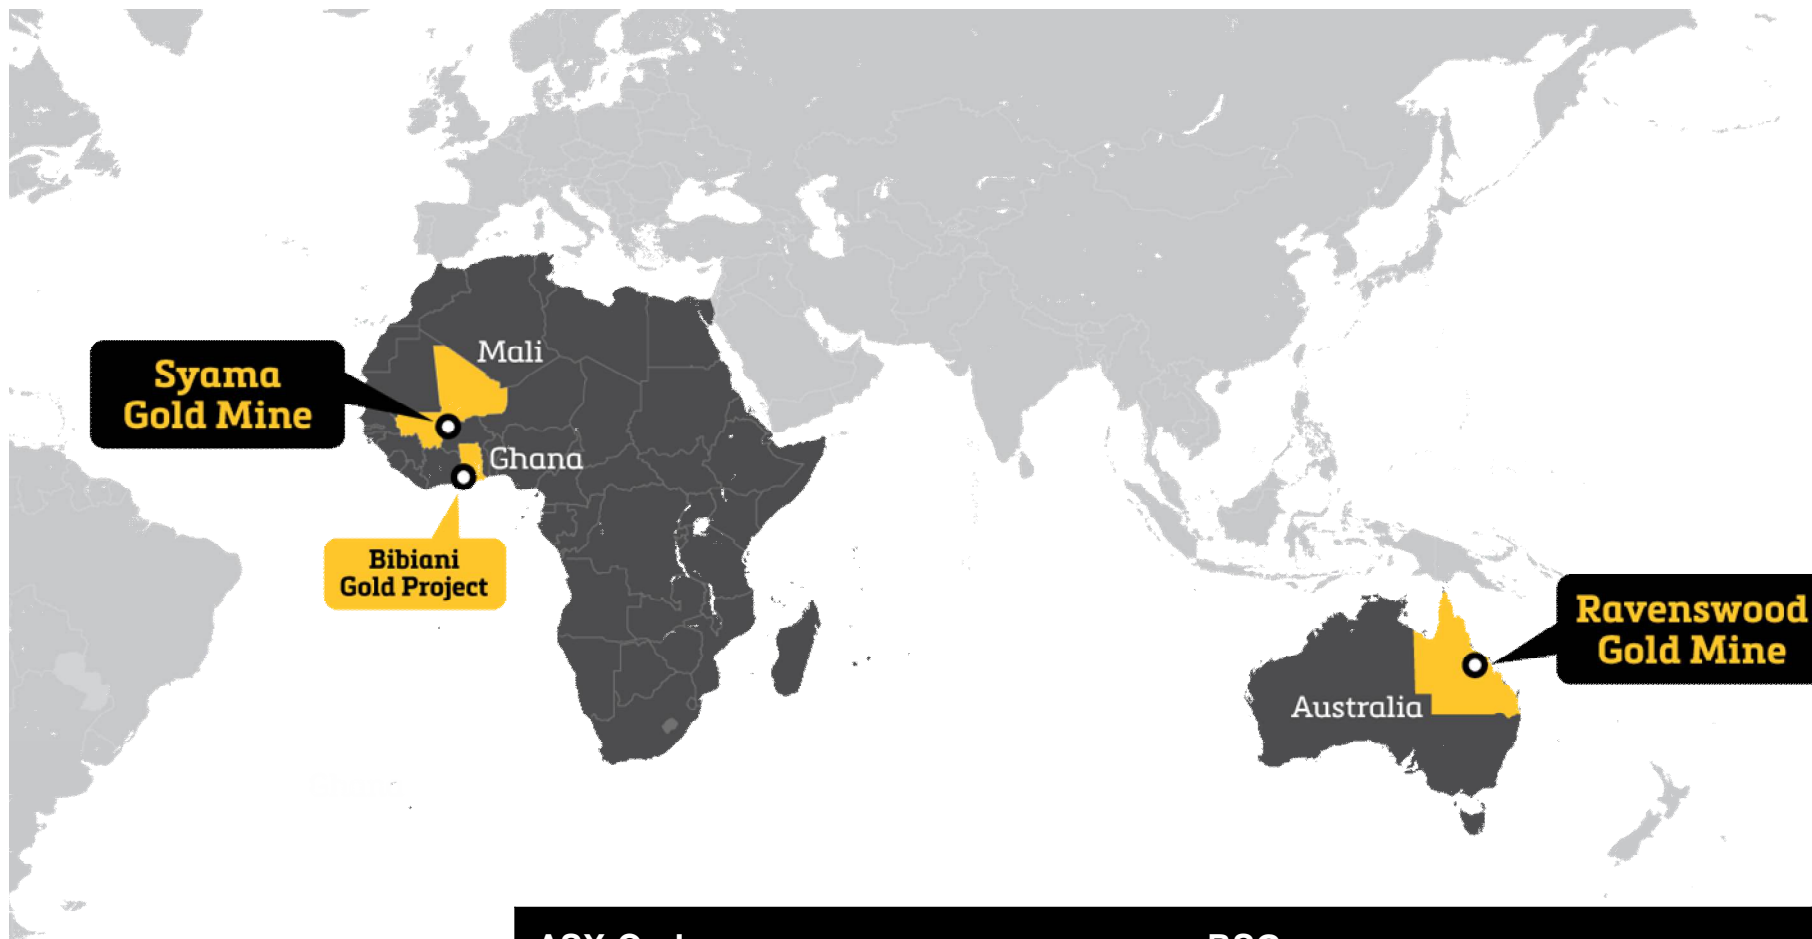 Mali
Syama
Gold Mine
Ghana
Bibiani
Gold Project
Ravenswood
Gold Mine
Australia